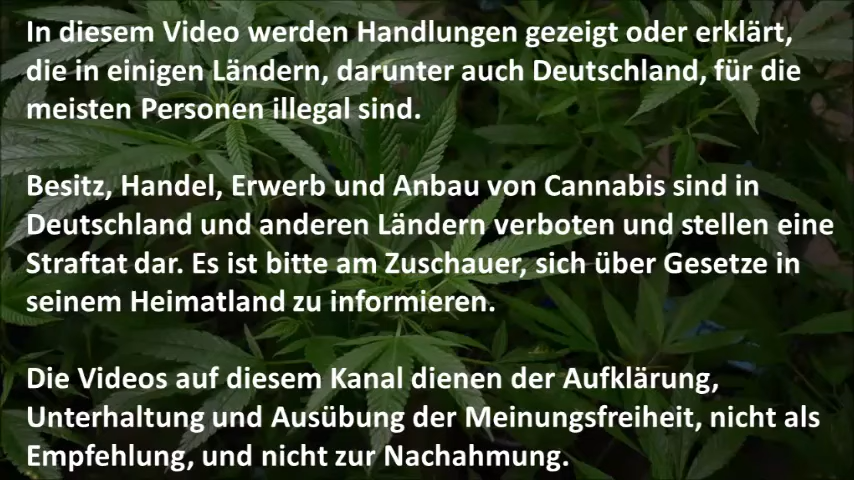 In diesem Video werden Handlungen gezeigt oder erklärt,
die in einigen Ländern, darunter auch Deutschland, für die
meisten Personen illegal sind.
Besitz, Handel, Erwerb und Anbau von Cannabis sind in
Deutschland und anderen Ländern verboten und stellen eine
Straftat dar. Es ist bitte am Zuschauer, sich über Gesetze in
seinem Heimatland zu informieren.
Die Videos auf diesem Kanal dienen der Aufklärung,
Unterhaltung und Ausübung der Meinungsfreiheit, nicht als
Empfehlung, und nicht zur Nachahmung.